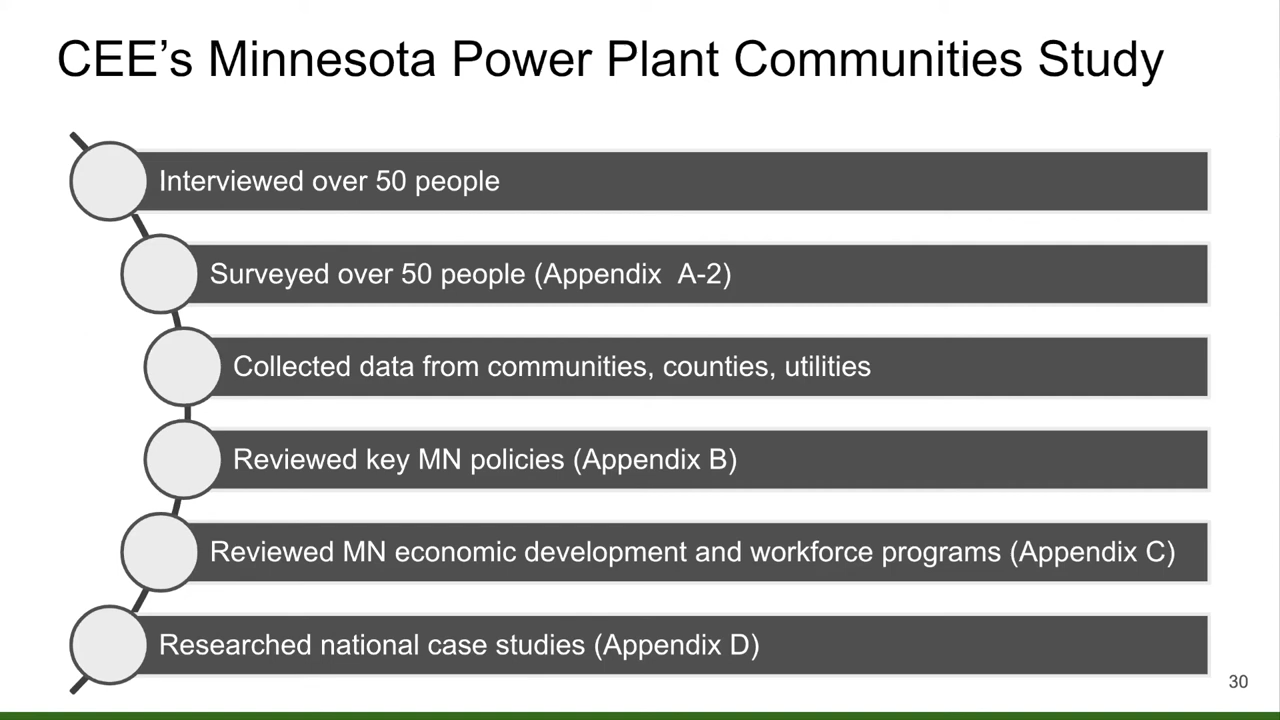 CEE’s Minnesota Power Plant Communities Study
Interviewed over 50 people
Surveyed over 50 people (Appendix  A-2)
Collected data from communities, counties, utilities
Reviewed key MN policies (Appendix B)
Reviewed MN economic development and workforce programs (Appendix C)
Researched national case studies (Appendix D)
30